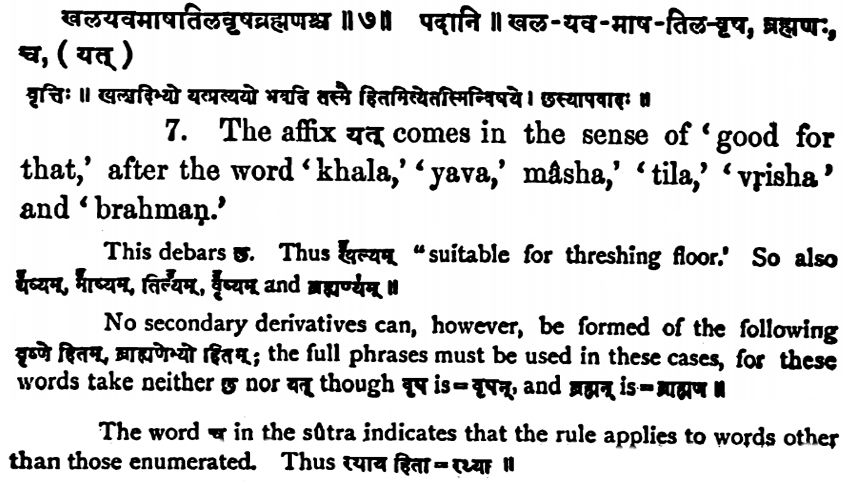 खलयवमाषतिलवृषब्रह्मणश्च ॥ ७॥ पदानि ॥ खल-यव-माष-तिल-वृष, ब्रह्मणः,
च, ( यत् )
वृत्तिः ॥ खलादिभ्यो यत्प्रत्ययो भवति तस्मै हितमित्येतस्मिन्विषये । छस्यापवादः ॥
7. The affix यत् comes in the sense of ‘good for
that,’ after the word ‘khala,’ ‘yava,’ mâsha,’ ‘tila,’ ‘vṛisha’
and ‘brahmaṇ.’
This debars छ. Thus खल्यम् “suitable for threshing floor.’ So also
यव्यम्, माष्यम्, तिल्यम्, वृष्यम् and ब्रह्मण्यम् ॥
No secondary derivatives can, however, be formed of the following
वृष्णे हितम्, ब्राह्मणेभ्यो हितम्; the full phrases must be used in these cases, for these
words take neither छ nor यत् though वृष is=वृषन्, and ब्रह्मन् is=ब्राह्मण ॥
The word च in the sûtra indicates that the rule applies to words other
than those enumerated. Thus रथाय हिता=रथ्या ॥